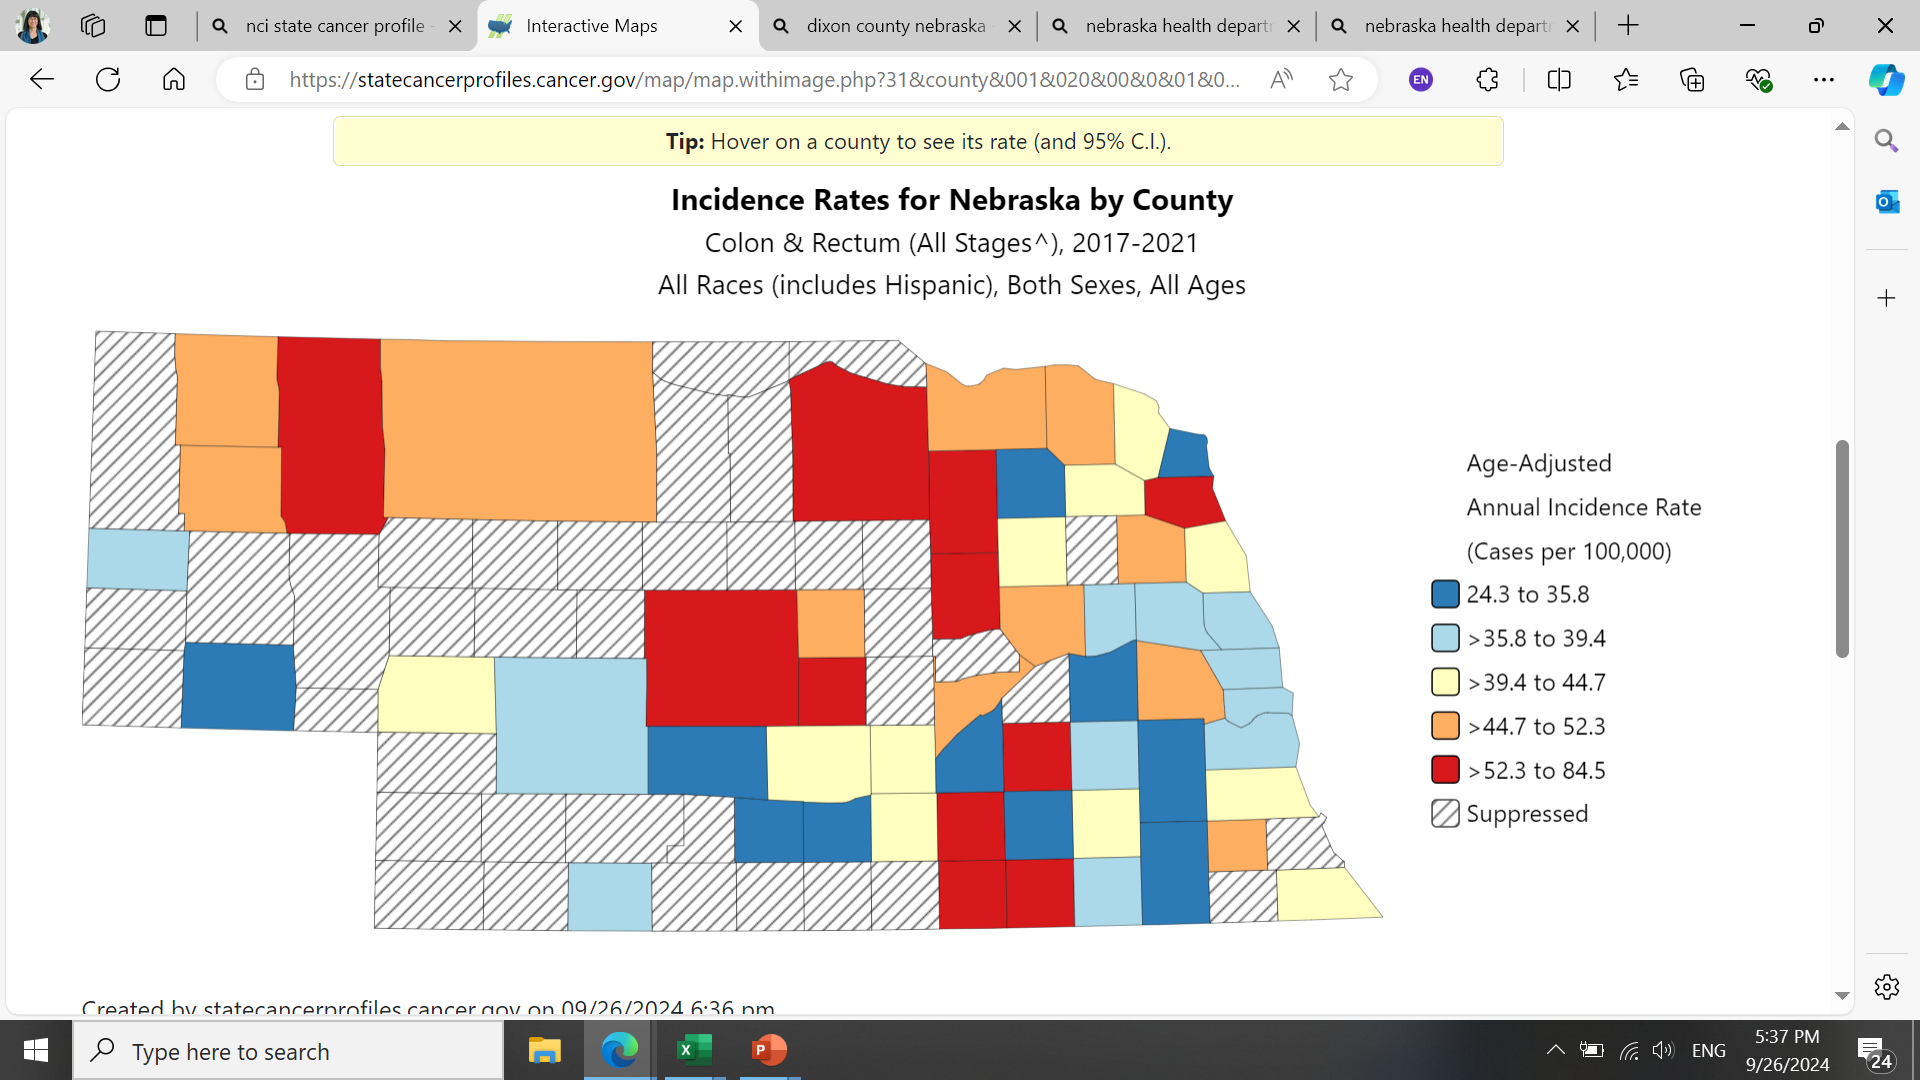 nci state cancer profile -
Interactive Maps
dixon county nebraska -
nebraska health departm
nebraska health departm
https://statecancerprofiles.cancer.gov/map/map.withimage.php?31&county&001&020&00&0&01&0...
EN
Tip: Hover on a county to see its rate (and 95% C.I.).
Incidence Rates for Nebraska by County
Colon & Rectum (All Stages^), 2017-2021
All Races (includes Hispanic), Both Sexes, All Ages
Age-Adjusted
Annual Incidence Rate
(Cases per 100,000)
24.3 to 35.8
>35.8 to 39.4
>39.4 to 44.7
>44.7 to 52.3
>52.3 to 84.5
Suppressed
Created by statecancerprofiles.cancer.gov on 09/26/2024 6:36 pm
Type here to search
ENG
5:37 PM
9/26/2024
24